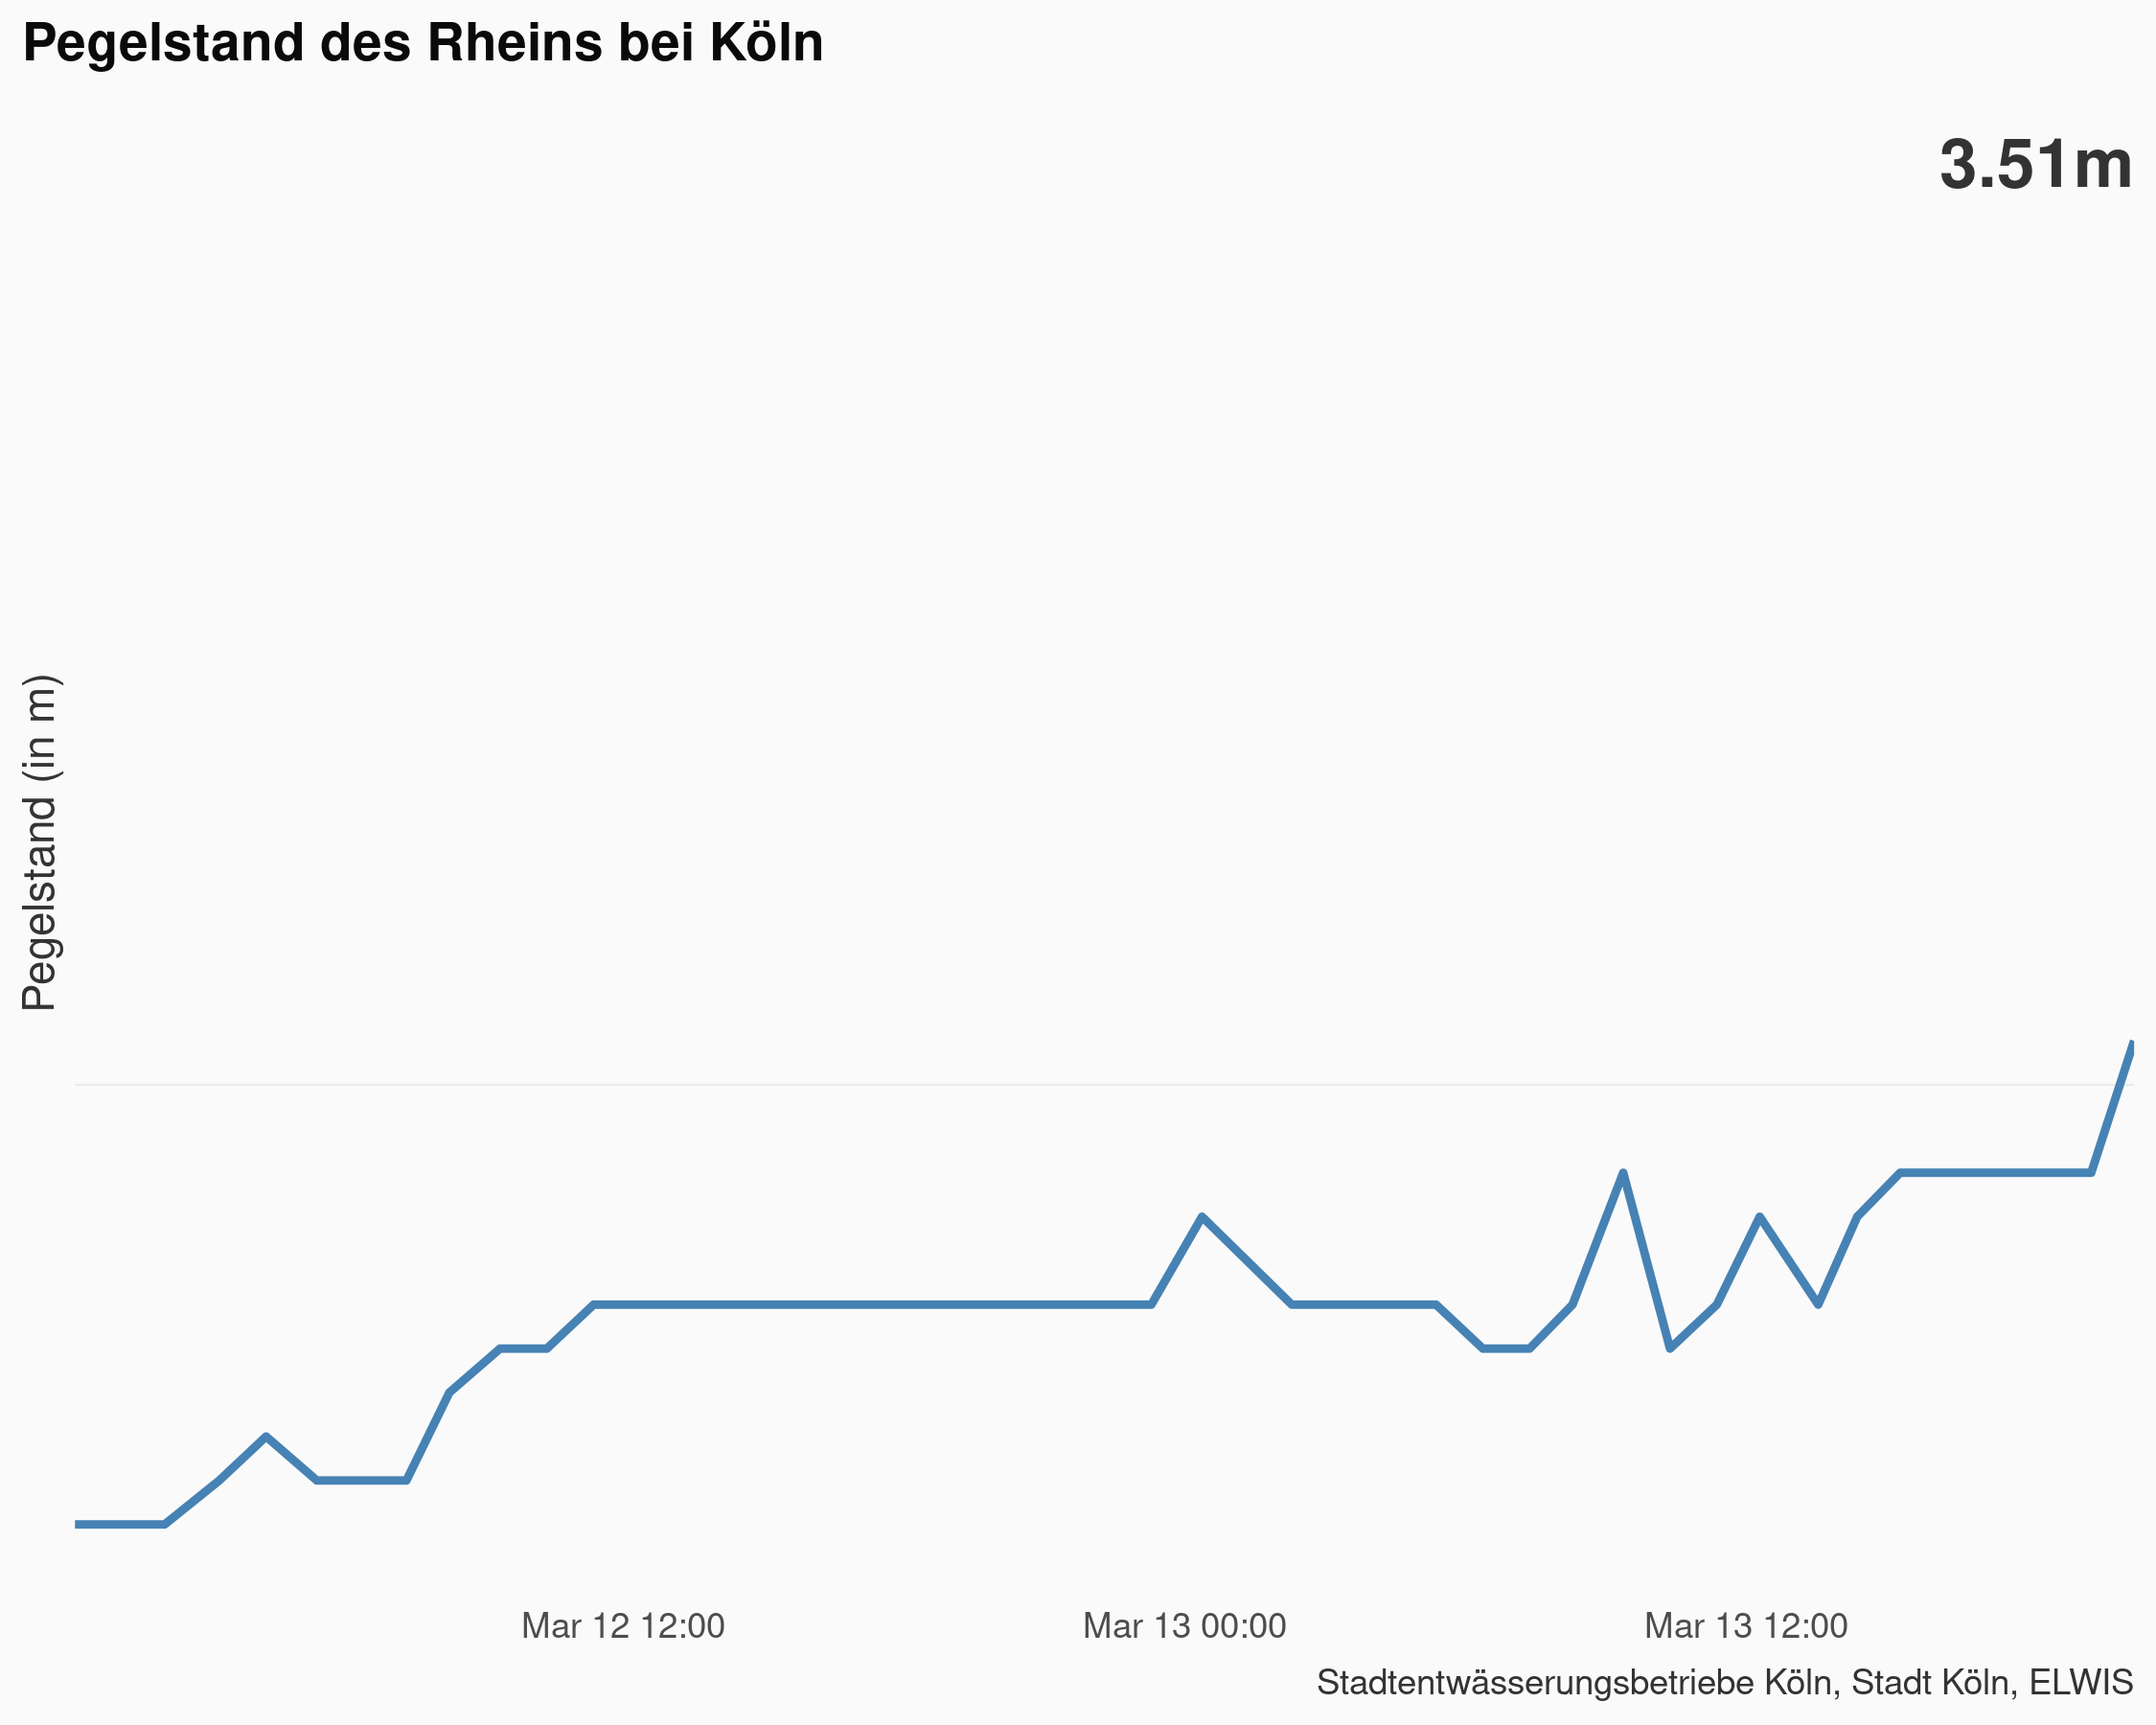 Pegelstand des Rheins bei Köln
3.51m
Pegelstand (in m)
Mar 12 12:00
Mar 13 00:00
Mar 13 12:00
Stadtentwässerungsbetriebe Köln, Stadt Köln, ELWIS